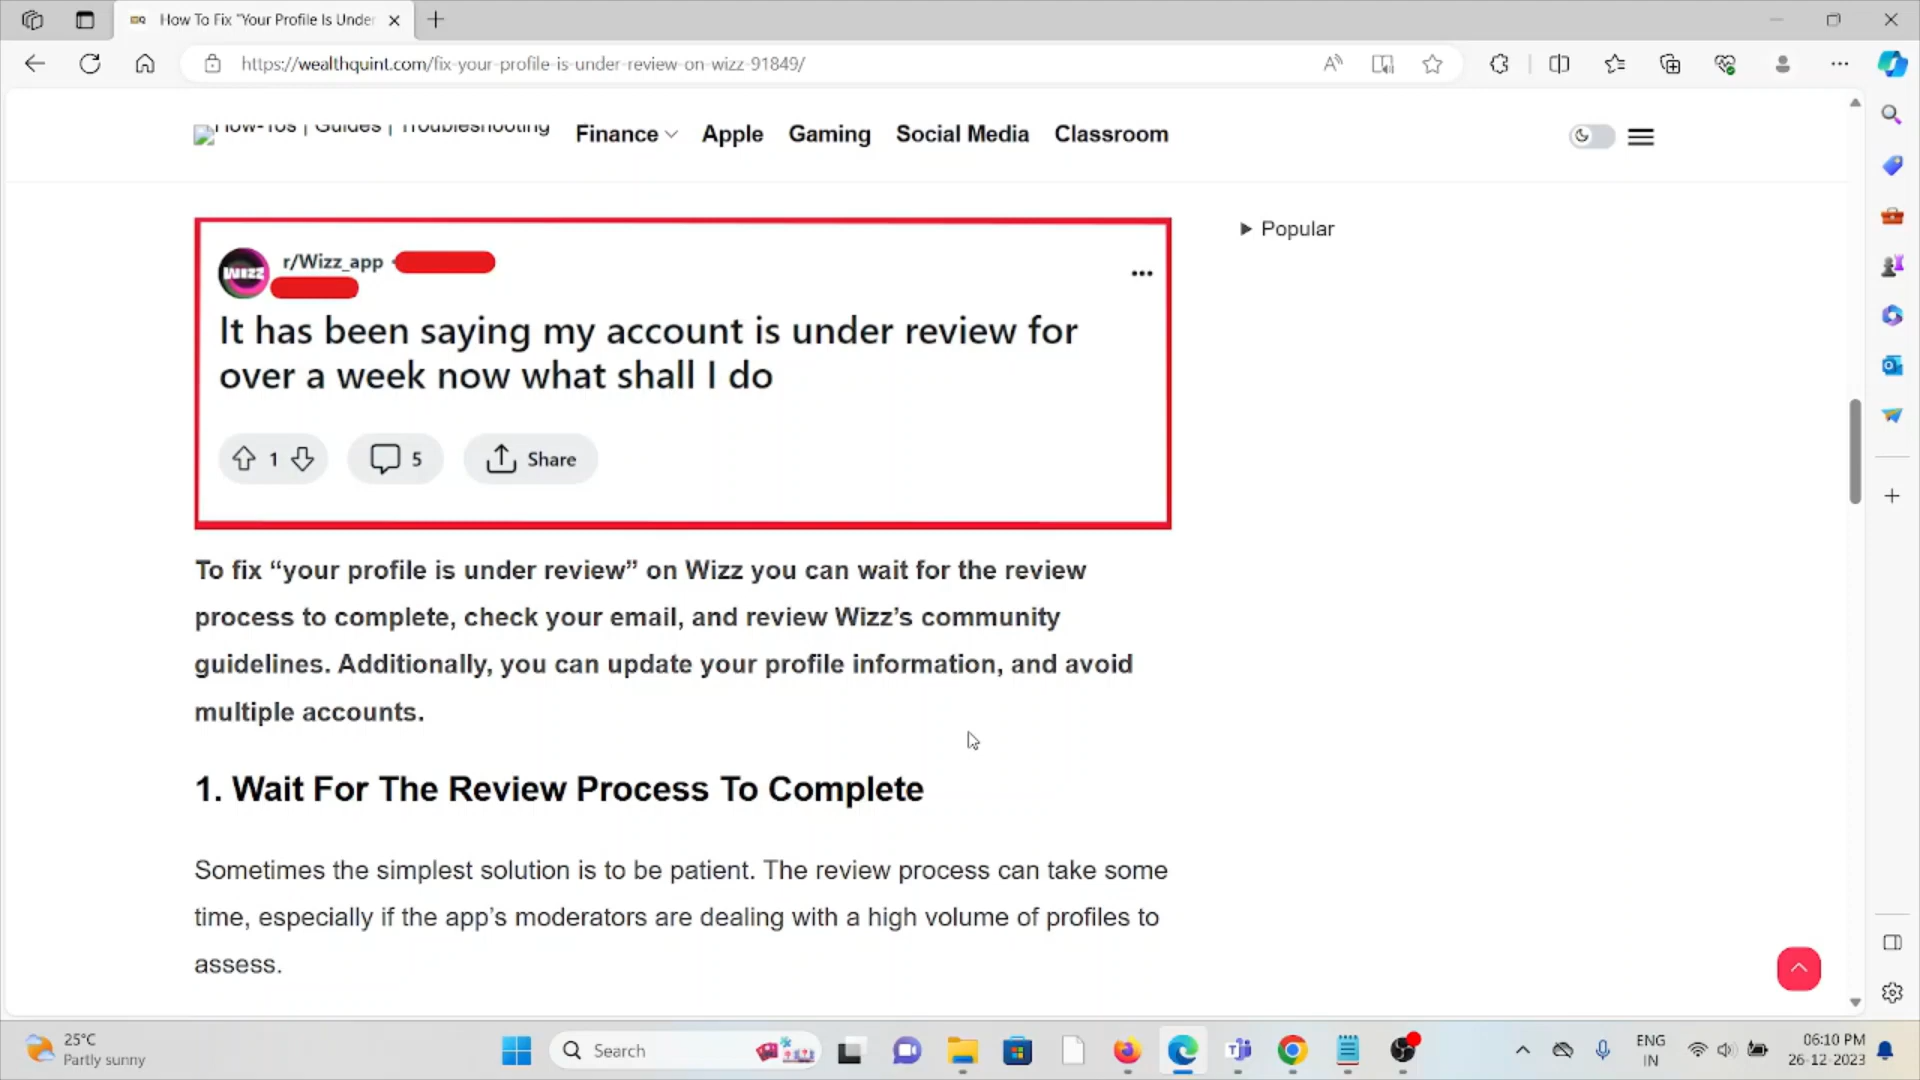 How To Fix "Your Profile Is Under
https://wealthquint.com/fix-your-profile-is-under-review-on-wizz-91849/
How-Tos | Guides | Troubleshooting
Finance
Apple
Gaming
Social Media
Classroom
Popular
WIZZ
r/Wizz_app
It has been saying my account is under review for
over a week now what shall I do
1
5
Share
To fix “your profile is under review” on Wizz you can wait for the review
process to complete, check your email, and review Wizz’s community
guidelines. Additionally, you can update your profile information, and avoid
multiple accounts.
1. Wait For The Review Process To Complete
Sometimes the simplest solution is to be patient. The review process can take some
time, especially if the app’s moderators are dealing with a high volume of profiles to
assess.
25°C
Partly sunny
Search
ENG
IN
06:10 PM
26-12-2023